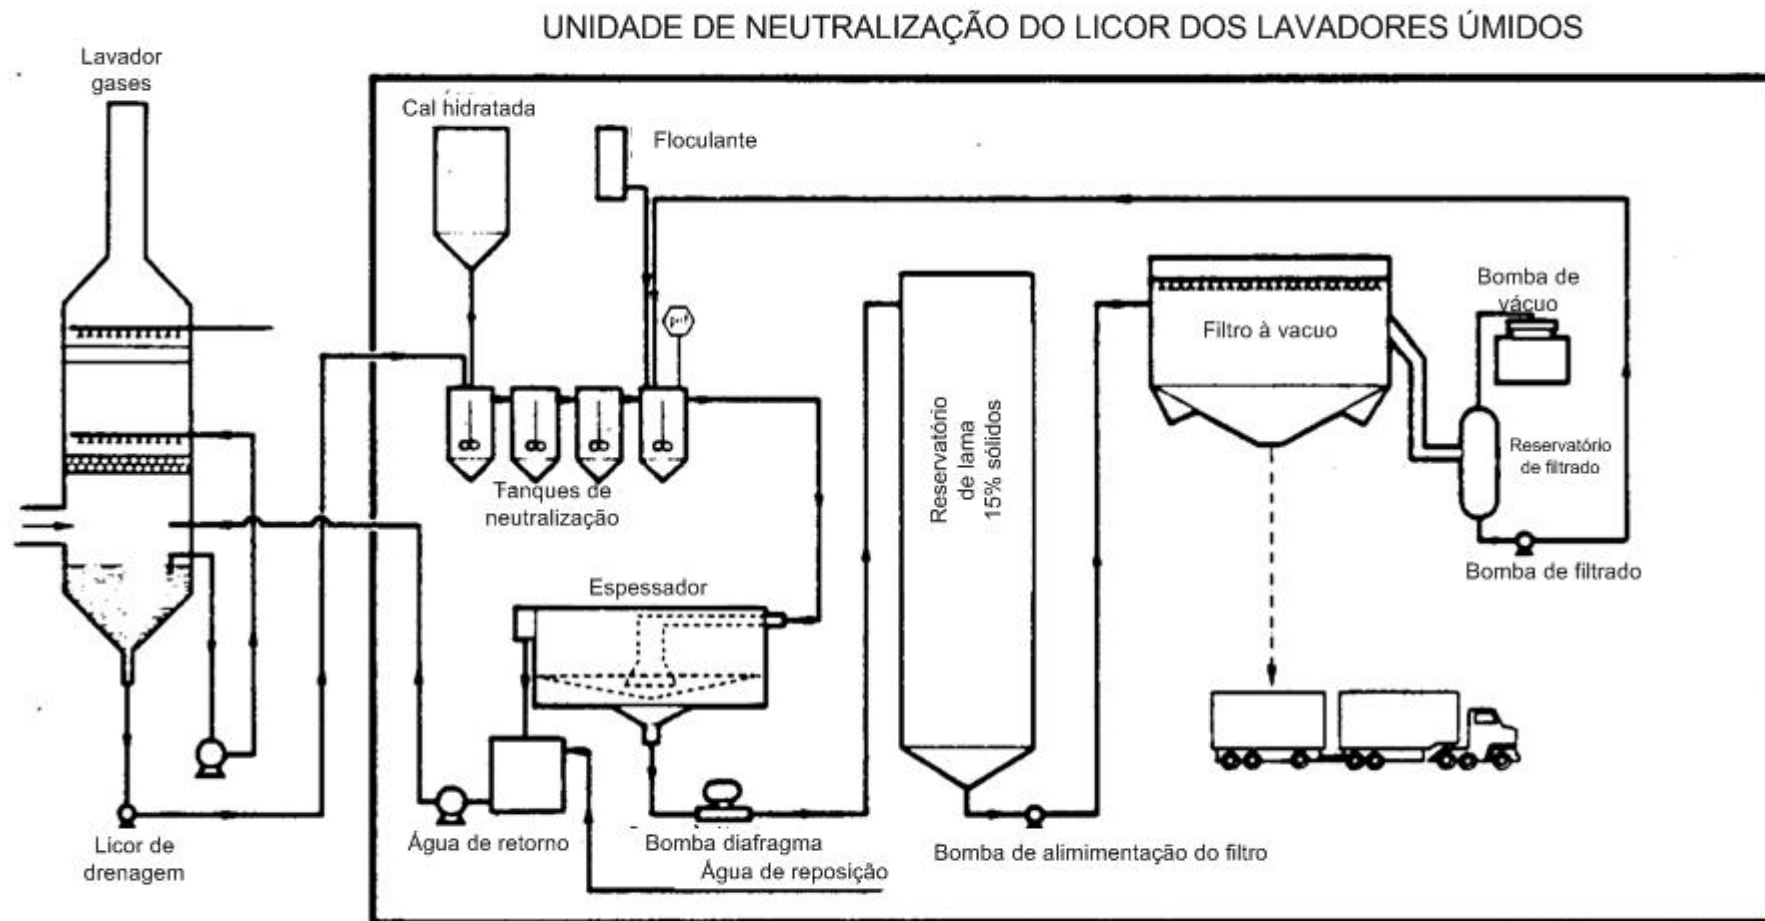 UNIDADE DE NEUTRALIZAÇÃO DO LICOR DOS LAVADORES ÚMIDOS
Lavador
gases
Cal hidratada
Floculante
Bomba de
vácuo
Filtro à vacuo
Reservatório
de filtrado
Tanques de
neutralização
Reservatório
de lama
15% sólidos
Bomba de filtrado
Espessador
Licor de
drenagem
Água de retorno
Bomba diafragma
Água de reposição
Bomba de alimimentação do filtro